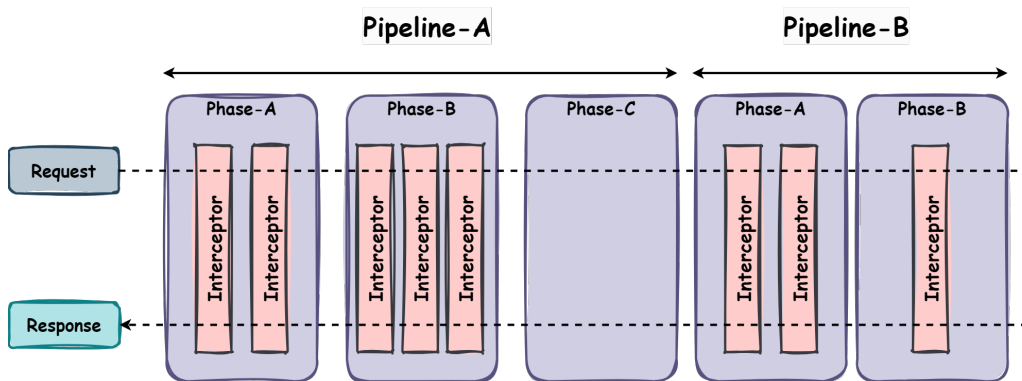 Pipeline-A
Pipeline-B
Phase-A
Phase-B
Phase-C
Phase-A
Phase-B
Request
Interceptor
Interceptor
Interceptor
Interceptor
Interceptor
Interceptor
Interceptor
Interceptor
Response